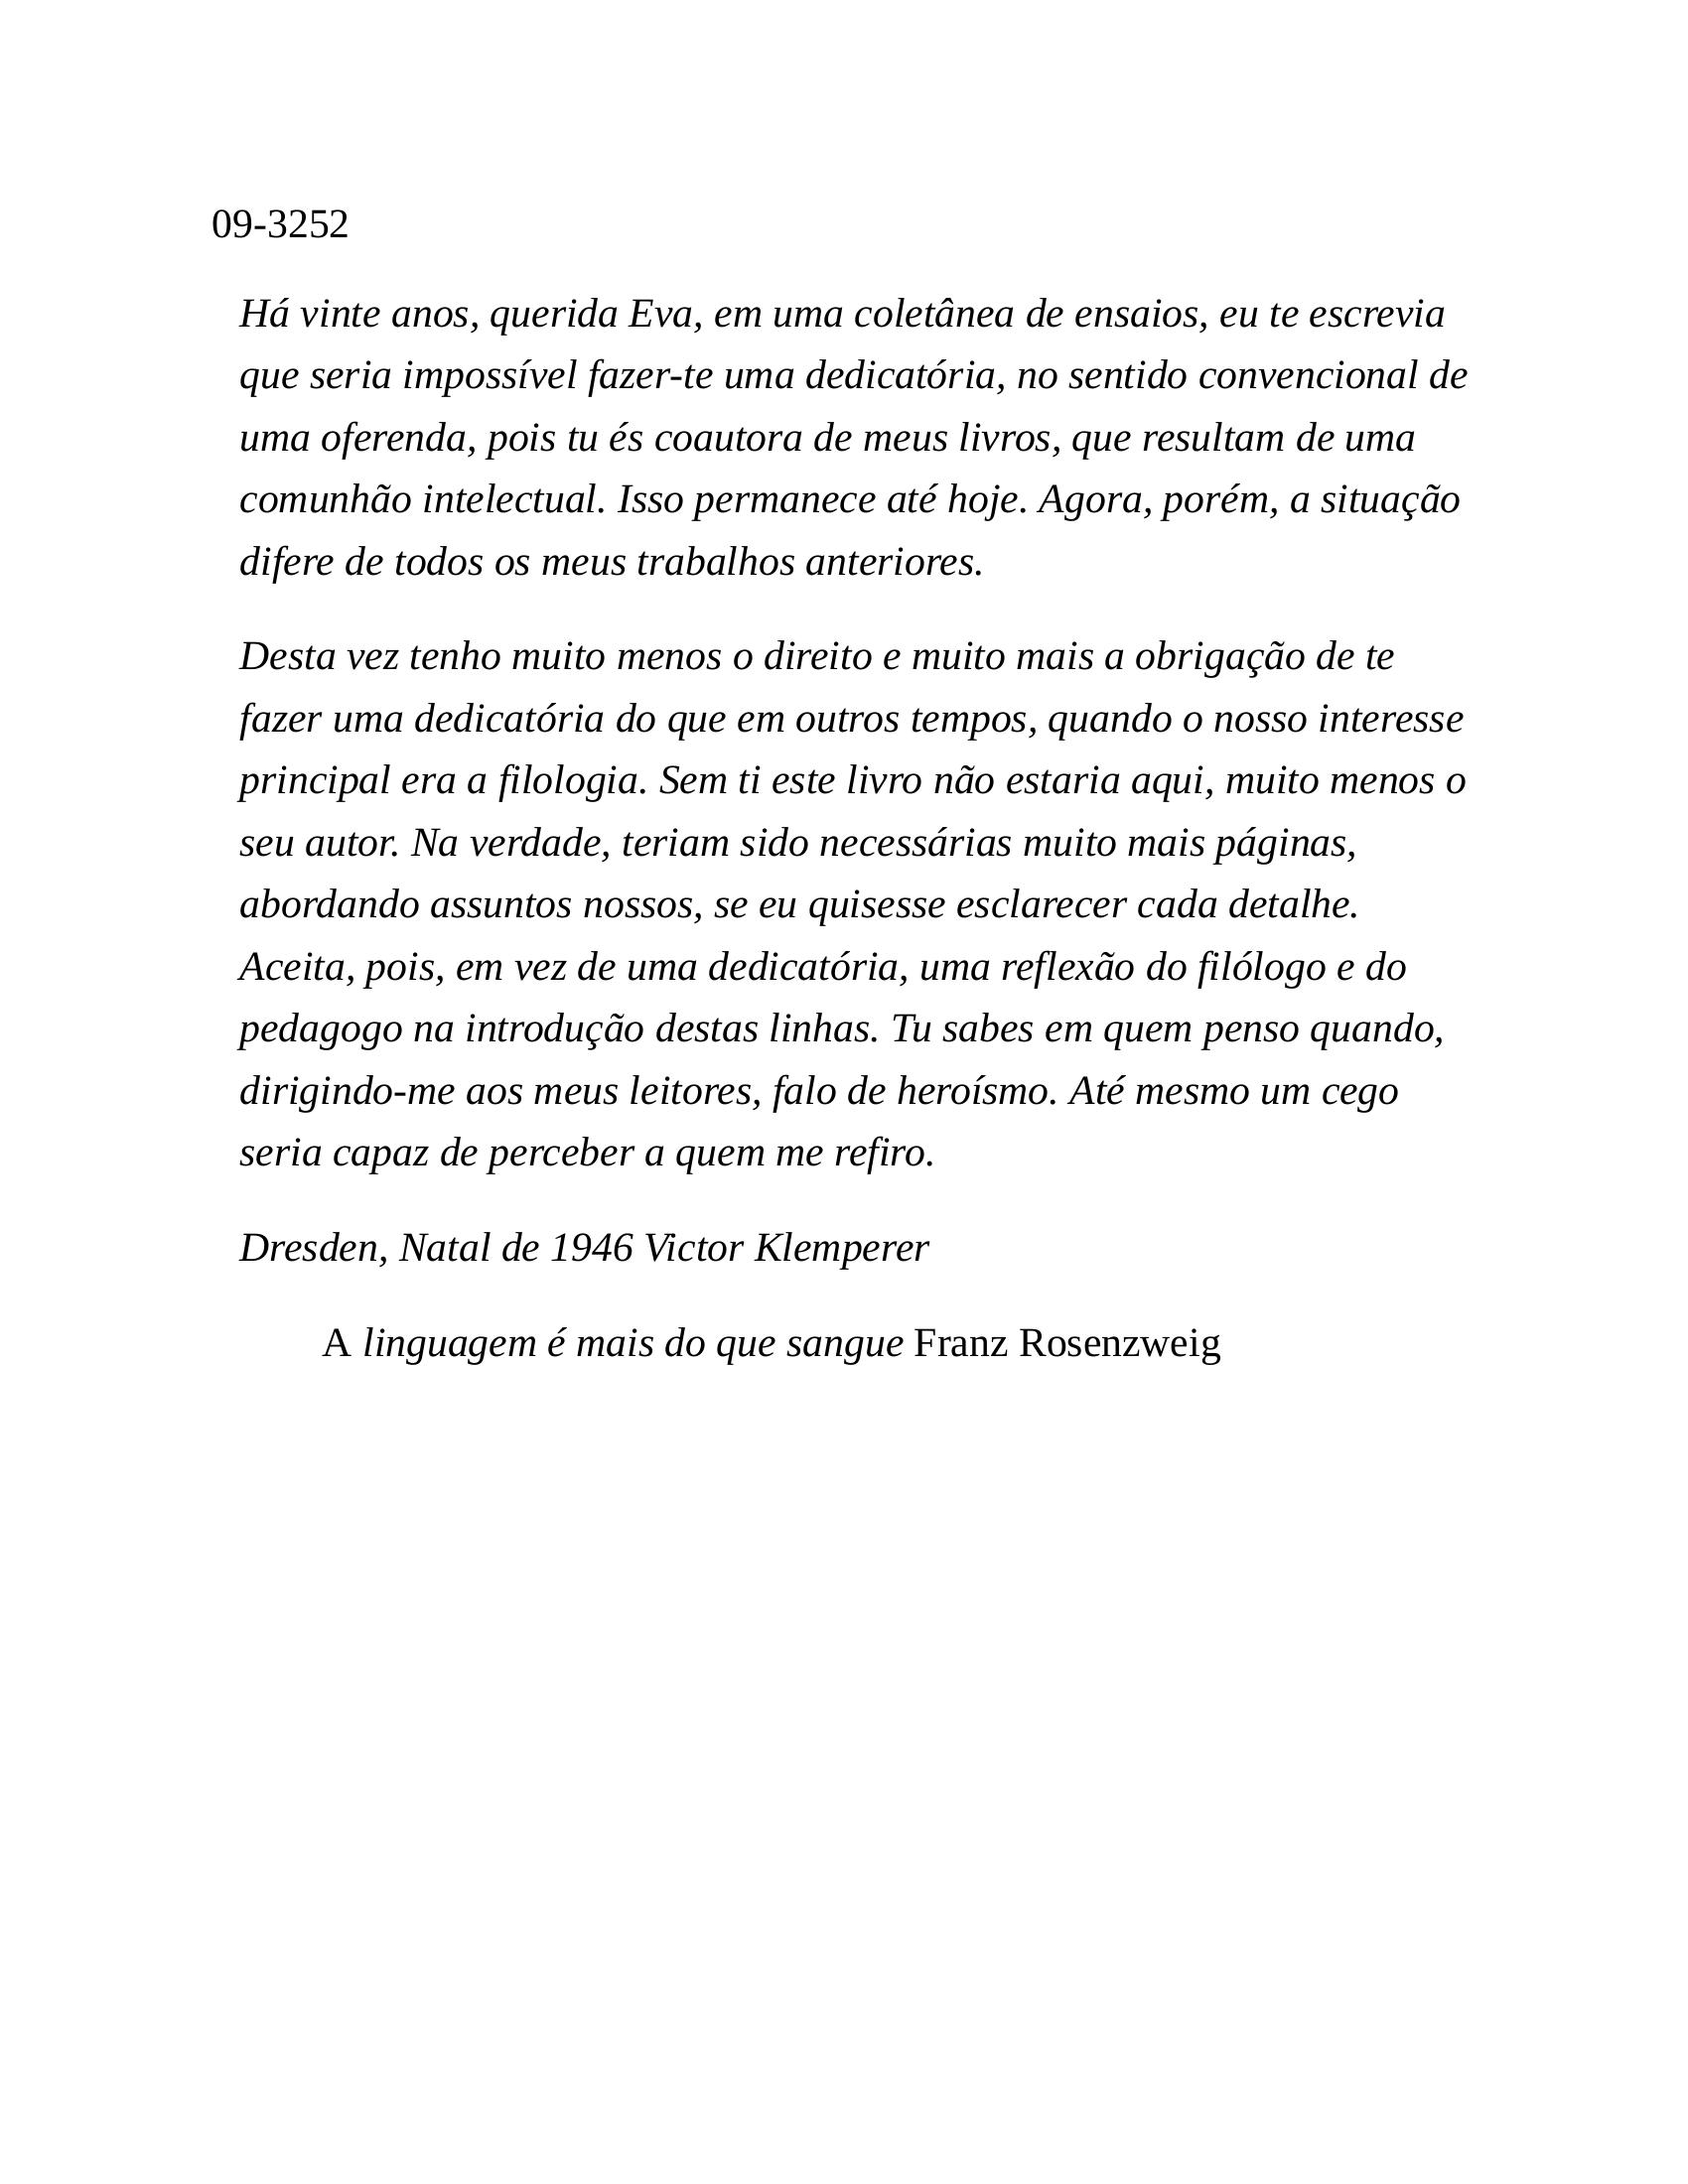 09-3252
Há vinte anos, querida Eva, em uma coletânea de ensaios, eu te escrevia
que seria impossível fazer-te uma dedicatória, no sentido convencional de
uma oferenda, pois tu és coautora de meus livros, que resultam de uma
comunhão intelectual. Isso permanece até hoje. Agora, porém, a situação
difere de todos os meus trabalhos anteriores.
Desta vez tenho muito menos o direito e muito mais a obrigação de te
fazer uma dedicatória do que em outros tempos, quando o nosso interesse
principal era a filologia. Sem ti este livro não estaria aqui, muito menos o
seu autor. Na verdade, teriam sido necessárias muito mais páginas,
abordando assuntos nossos, se eu quisesse esclarecer cada detalhe.
Aceita, pois, em vez de uma dedicatória, uma reflexão do filólogo e do
pedagogo na introdução destas linhas. Tu sabes em quem penso quando,
dirigindo-me aos meus leitores, falo de heroísmo. Até mesmo um cego
seria capaz de perceber a quem me refiro.
Dresden, Natal de 1946 Victor Klemperer
A linguagem é mais do que sangue Franz Rosenzweig